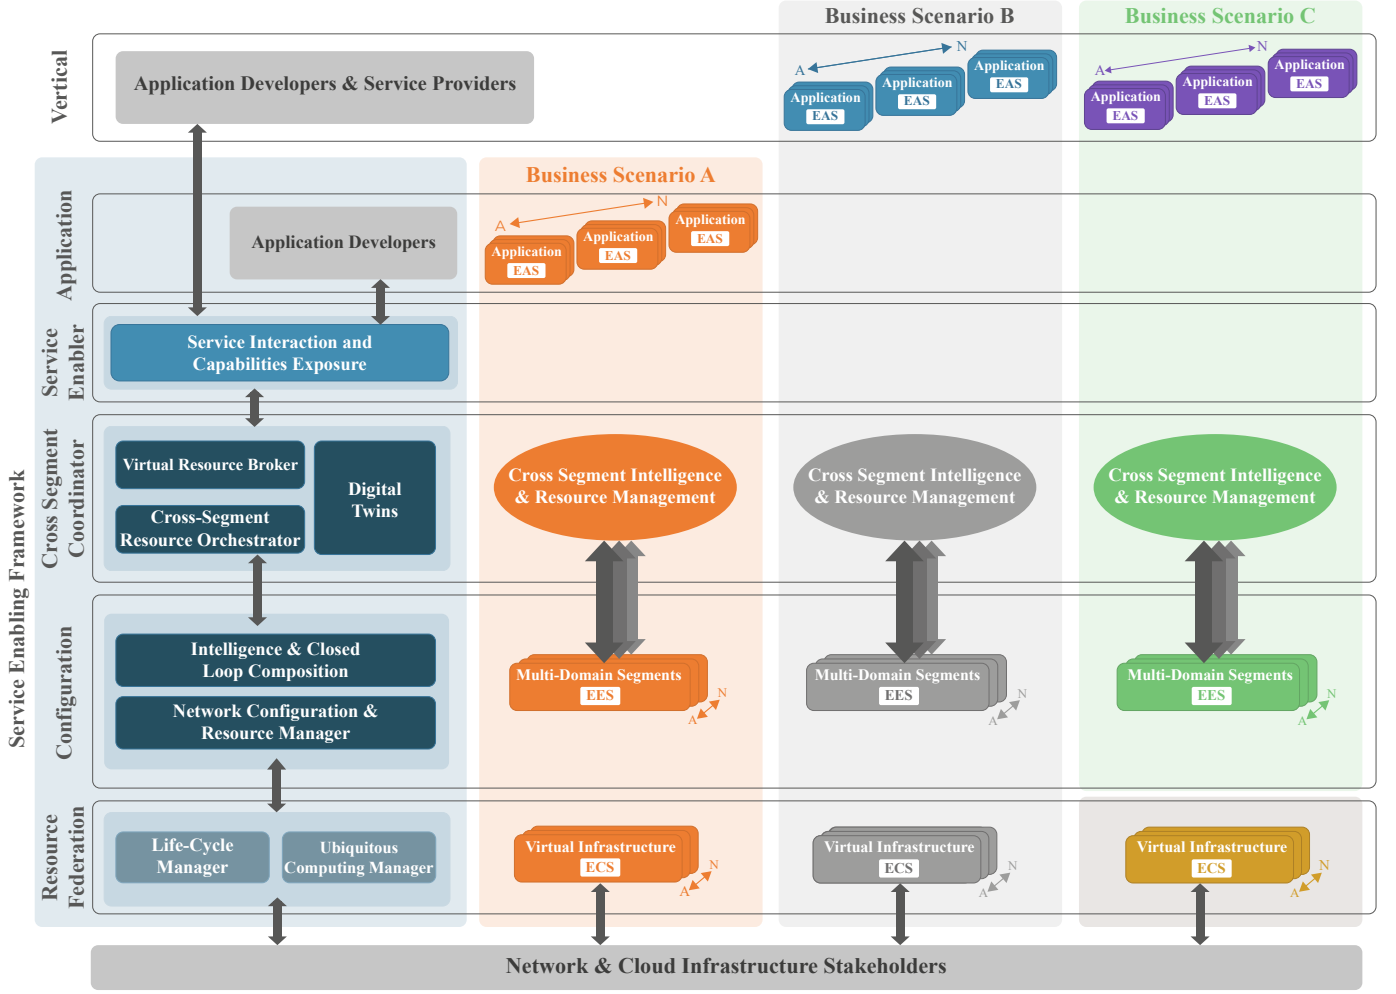 Business Scenario B
Business Scenario C
Vertical
Application Developers & Service Providers
A
N
Application
EAS
Application
EAS
Application
EAS
A
N
Application
EAS
Application
EAS
Application
EAS
Business Scenario A
Application
Application Developers
A
N
Application
EAS
Application
EAS
Application
EAS
Service
Enabler
Service Interaction and
Capabilities Exposure
Service Enabling Framework
Cross Segment
Coordinator
Virtual Resource Broker
Cross-Segment
Resource Orchestrator
Digital
Twins
Cross Segment Intelligence
& Resource Management
Cross Segment Intelligence
& Resource Management
Cross Segment Intelligence
& Resource Management
Configuration
Intelligence & Closed
Loop Composition
Network Configuration &
Resource Manager
Multi-Domain Segments
EES
A
N
Multi-Domain Segments
EES
A
N
Multi-Domain Segments
EES
A
N
Resource
Federation
Life-Cycle
Manager
Ubiquitous
Computing Manager
Virtual Infrastructure
ECS
A
N
Virtual Infrastructure
ECS
A
N
Virtual Infrastructure
ECS
A
N
Network & Cloud Infrastructure Stakeholders